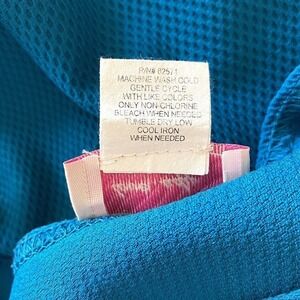 RN# 62571
MACHINE WASH COLD
GENTLE CYCLE
WITH LIKE COLORS
ONLY NON-CHLORINE
BLEACH WHEN NEEDED
TUMBLE DRY LOW
COOL IRON
WHEN NEEDED